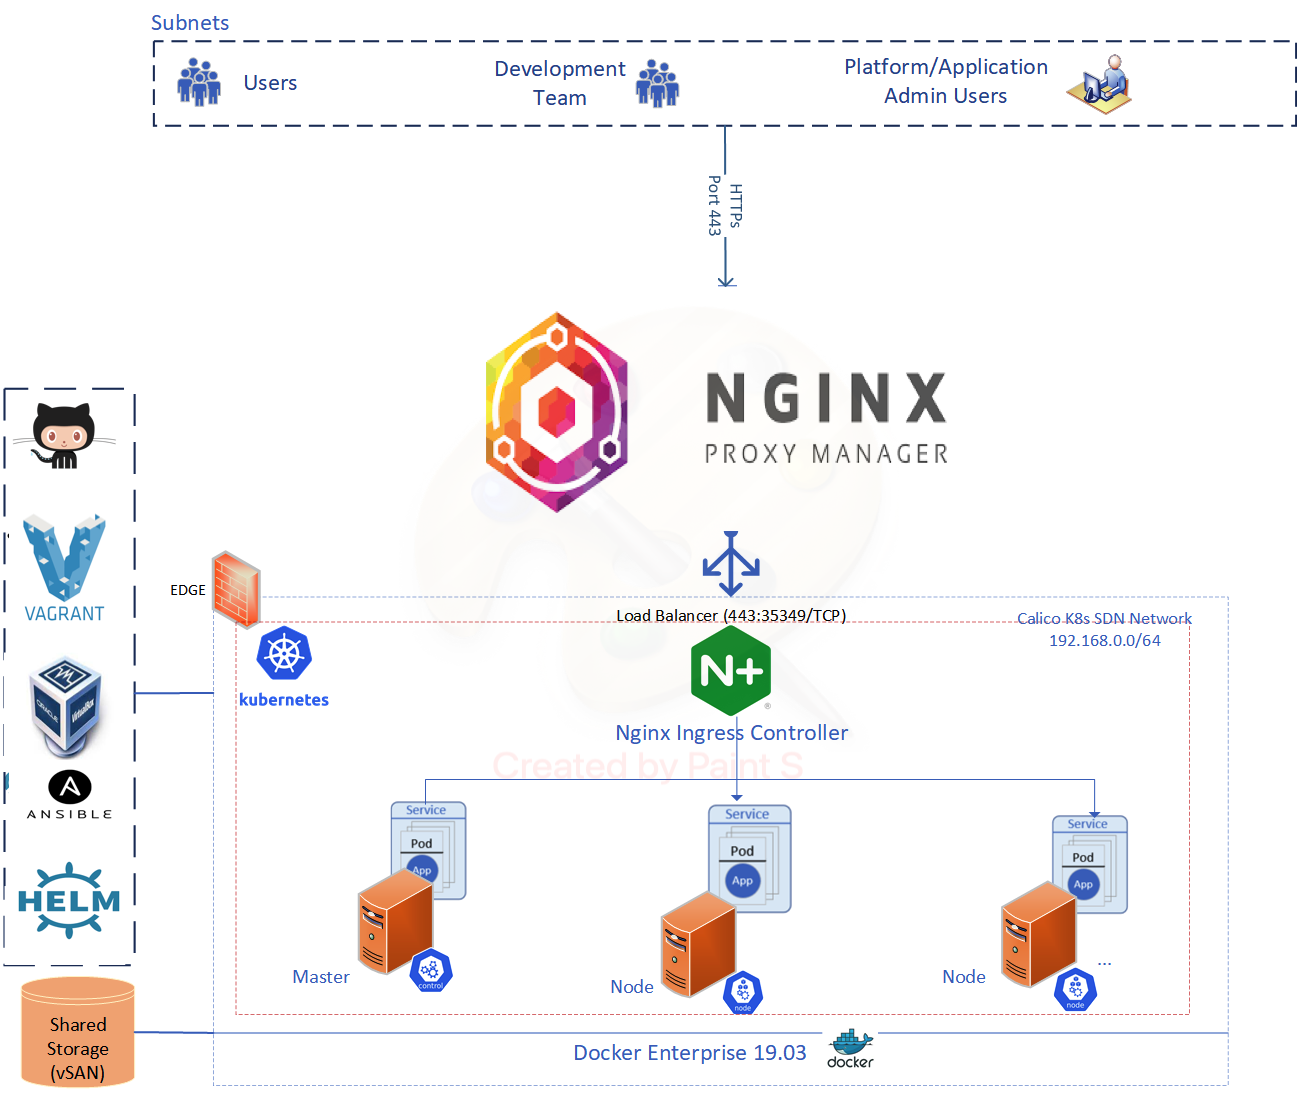 Subnets
Users
Development
Team
Platform/Application
Admin Users
HTTPs
Port 443
NGINX
PROXY MANAGER
VAGRANT
EDGE
Load Balancer (443:35349/TCP)
Calico K8s SDN Network
192.168.0.0/64
kubernetes
N+
®
Nginx Ingress Controller
ORACLE
VirtualBox
Created by Paint S
A
ANSIBLE
Service
Pod
App
Service
Pod
App
Service
Pod
App
HELM
Master
control
Node
node
Node
node
...
Shared
Storage
(vSAN)
Docker Enterprise 19.03
docker